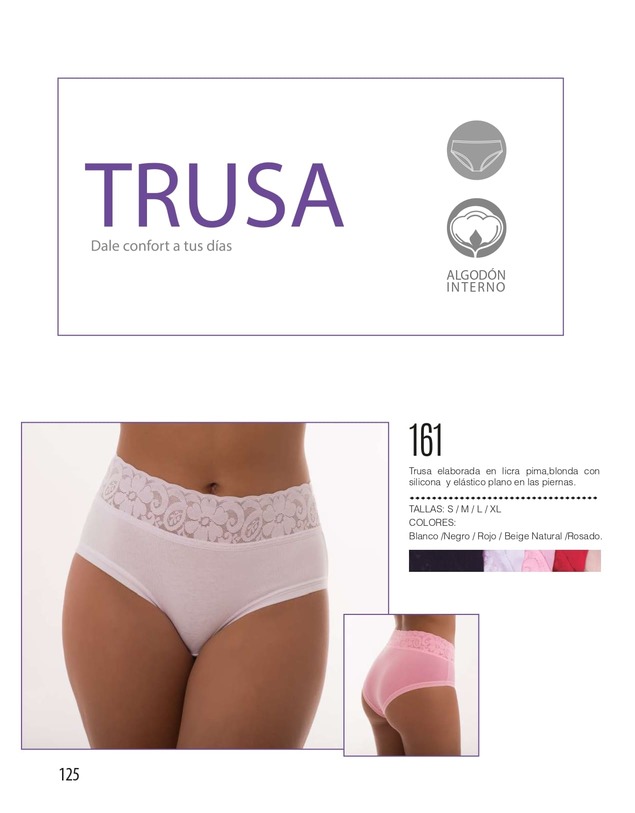 TRUSA
Dale confort a tus días
ALGODÓN
INTERNO
161
Trusa elaborada en licra pima,blonda con
silicona y elástico plano en las piernas.
TALLAS: S / M / L / XL
COLORES:
Blanco /Negro / Rojo / Beige Natural /Rosado.
125